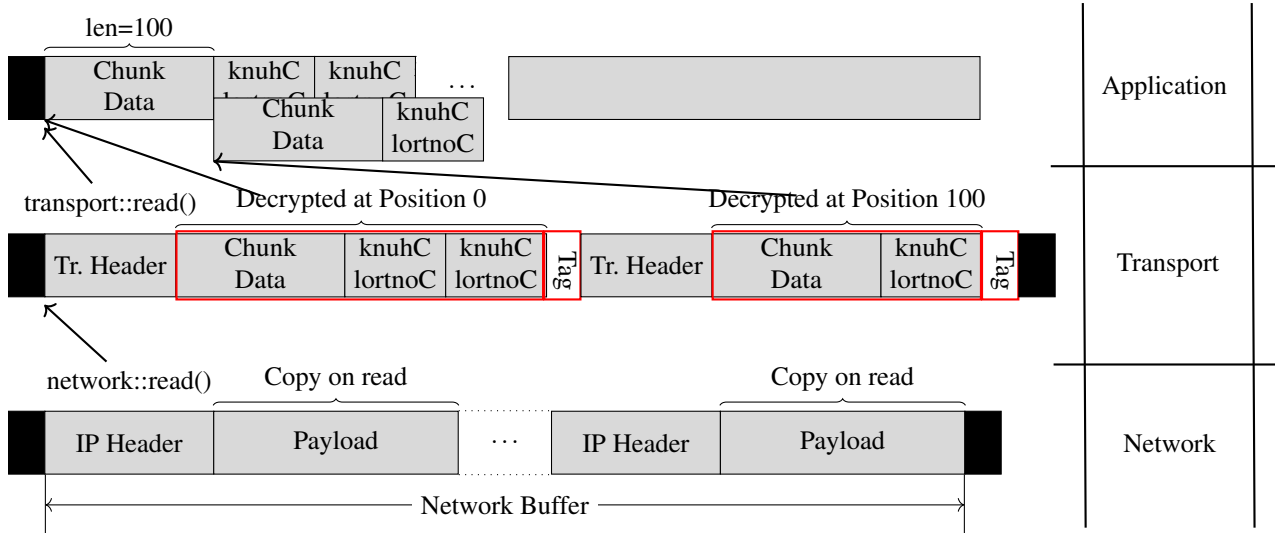 len=100
Chunk
Data
knuhC
lortnoC
knuhC
lortnoC
...
Chunk
Data
knuhC
lortnoC
Application
transport::read()
Decrypted at Position 0
Decrypted at Position 100
Tr. Header
Chunk
Data
knuhC
lortnoC
knuhC
lortnoC
Tag
Tr. Header
Chunk
Data
knuhC
lortnoC
Tag
Transport
network::read()
Copy on read
Copy on read
IP Header
Payload
...
IP Header
Payload
Network
Network Buffer